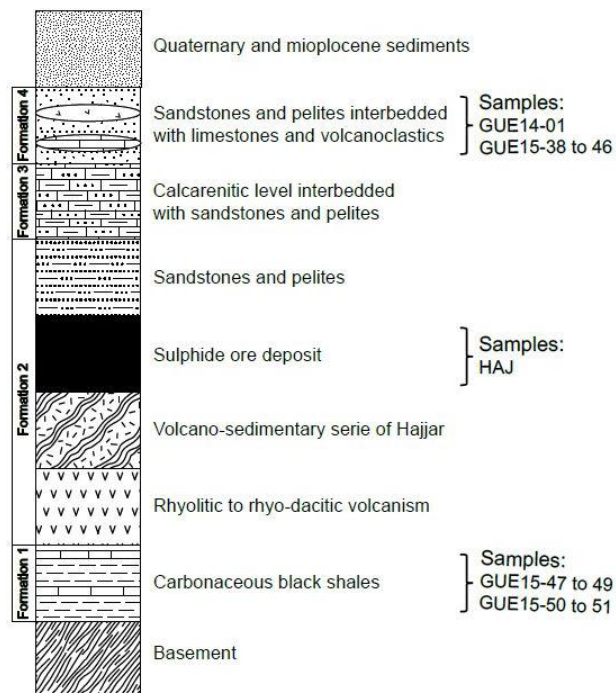 Quaternary and mioplocene sediments
Formation 4
Sandstones and pelites interbedded
with limestones and volcanoclastics
Samples:
GUE14-01
GUE15-38 to 46
Formation 3
Calcarenitic level interbedded
with sandstones and pelites
Formation 2
Sandstones and pelites
Sulphide ore deposit
Samples:
HAJ
Volcano-sedimentary serie of Hajjar
Rhyolitic to rhyo-dacitic volcanism
Formation 1
Carbonaceous black shales
Samples:
GUE15-47 to 49
GUE15-50 to 51
Basement